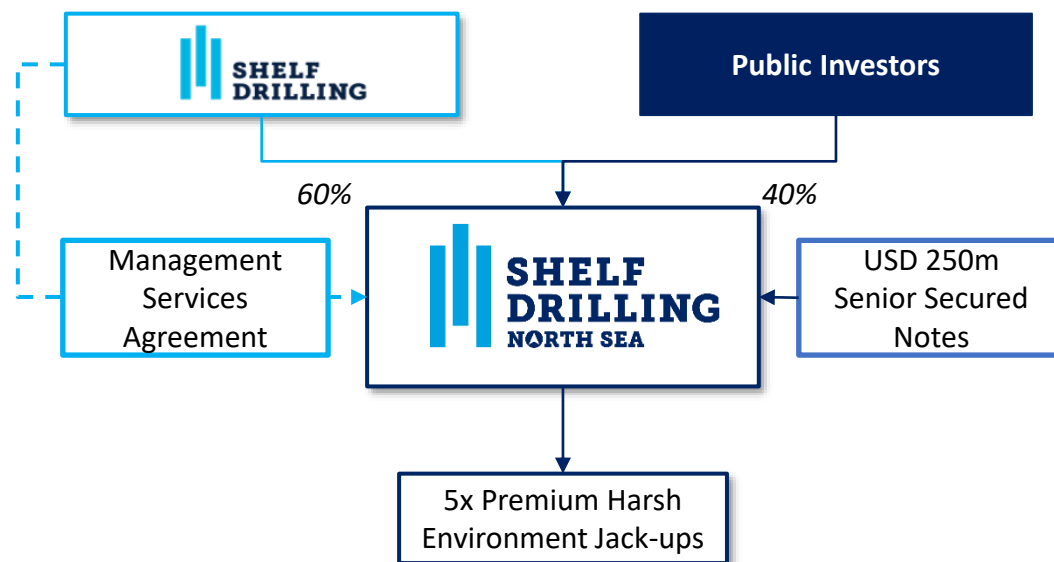 SHELF
DRILLING
Public Investors
60%
40%
Management
Services
Agreement
SHELF
DRILLING
NORTH SEA
USD 250m
Senior Secured
Notes
5x Premium Harsh
Environment Jack-ups